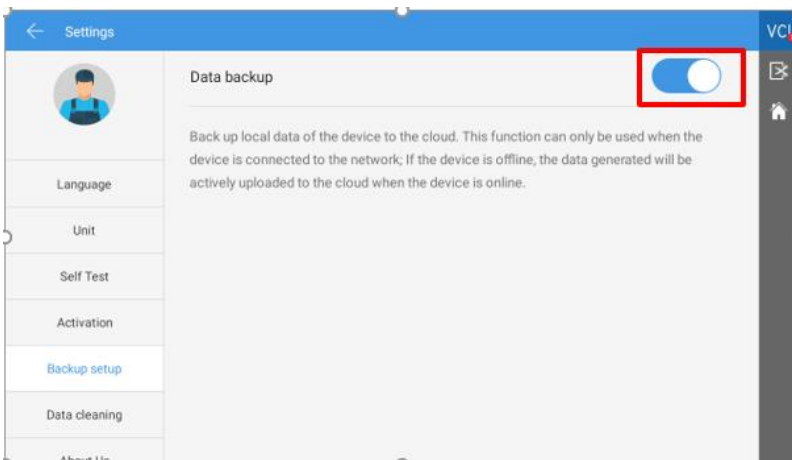 Settings
VCI
Data backup
Back up local data of the device to the cloud. This function can only be used when the
device is connected to the network; If the device is offline, the data generated will be
actively uploaded to the cloud when the device is online.
Language
Unit
Self Test
Activation
Backup setup
Data cleaning
About Us